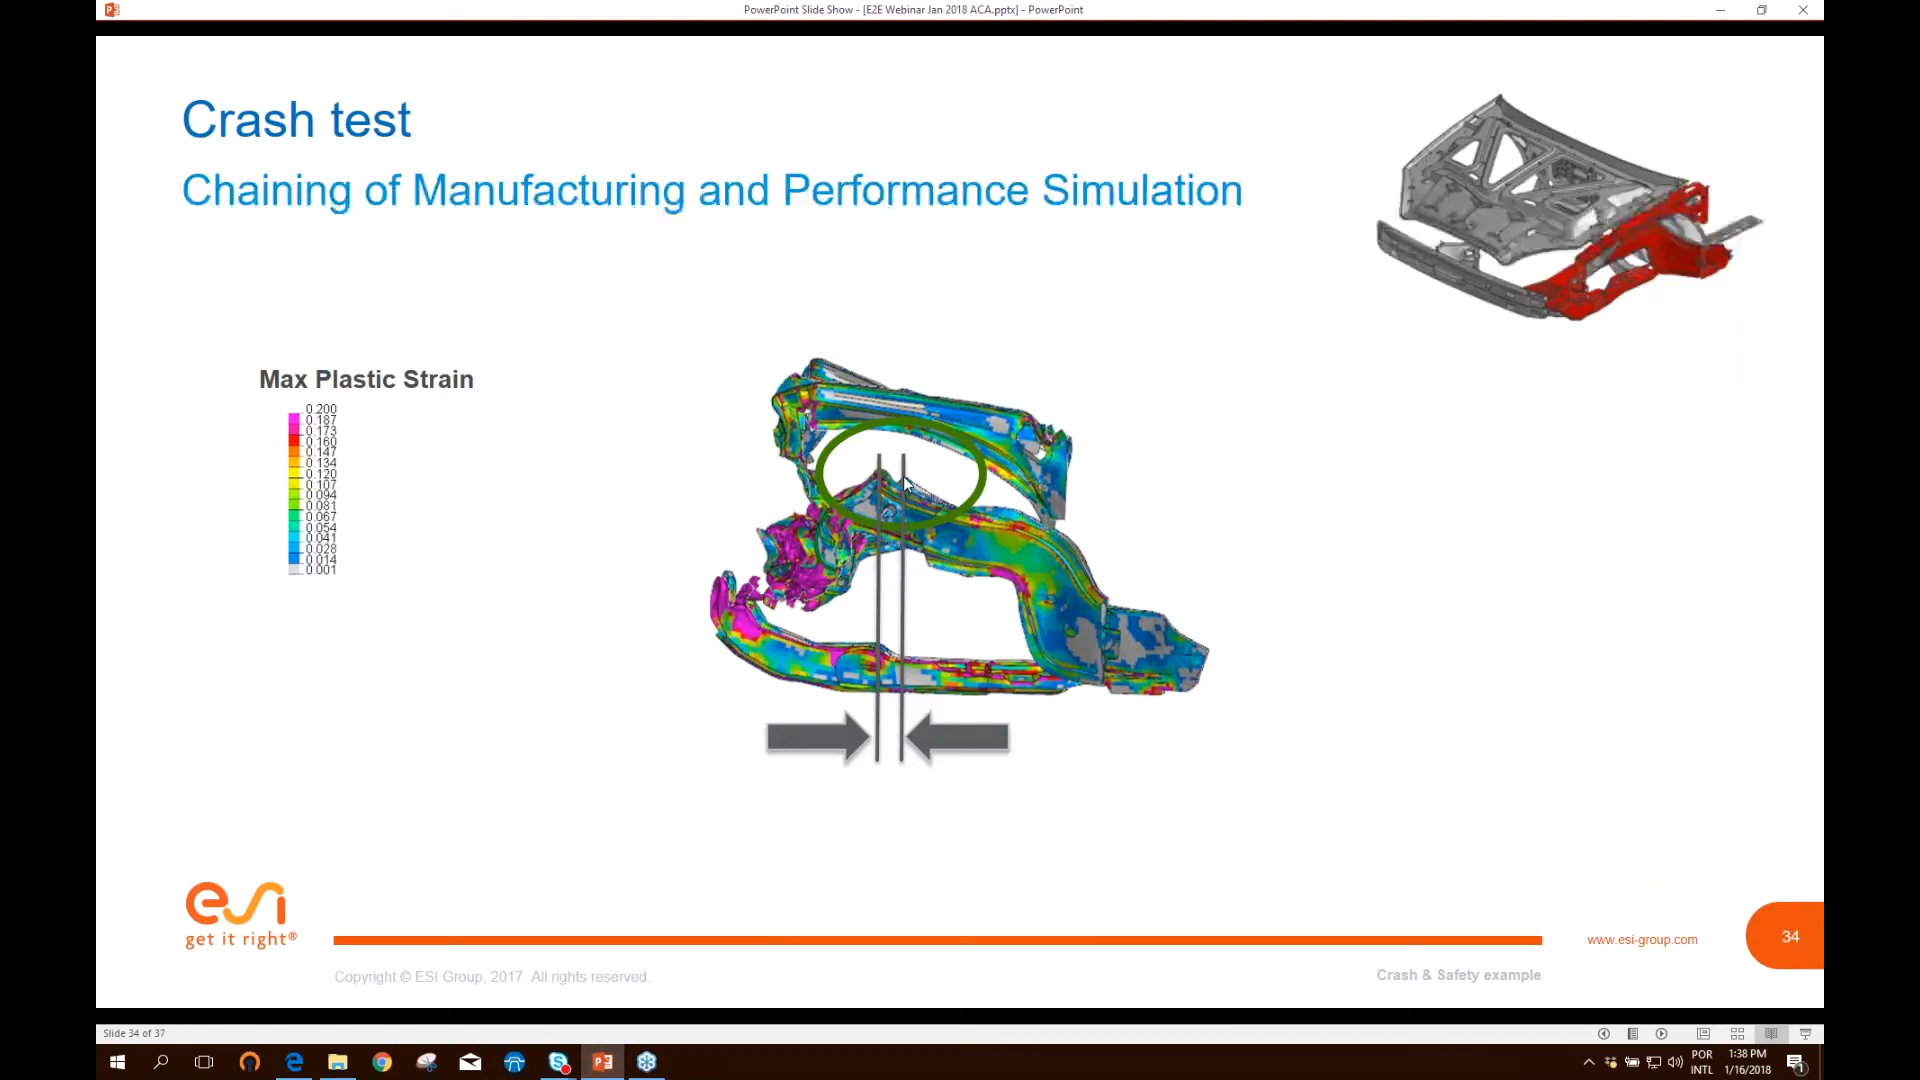 PowerPoint Slide Show - [E2E Webinar Jan 2018 ACA.pptx] - PowerPoint
Crash test
Chaining of Manufacturing and Performance Simulation
Max Plastic Strain
0.200
0.187
0.173
0.160
0.147
0.134
0.120
0.107
0.094
0.081
0.067
0.054
0.041
0.028
0.014
0.001
esi
get it right®
www.esi-group.com
34
Copyright © ESI Group, 2017. All rights reserved.
Crash & Safety example
Slide 34 of 37
POR
INTL
1:38 PM
1/16/2018
1